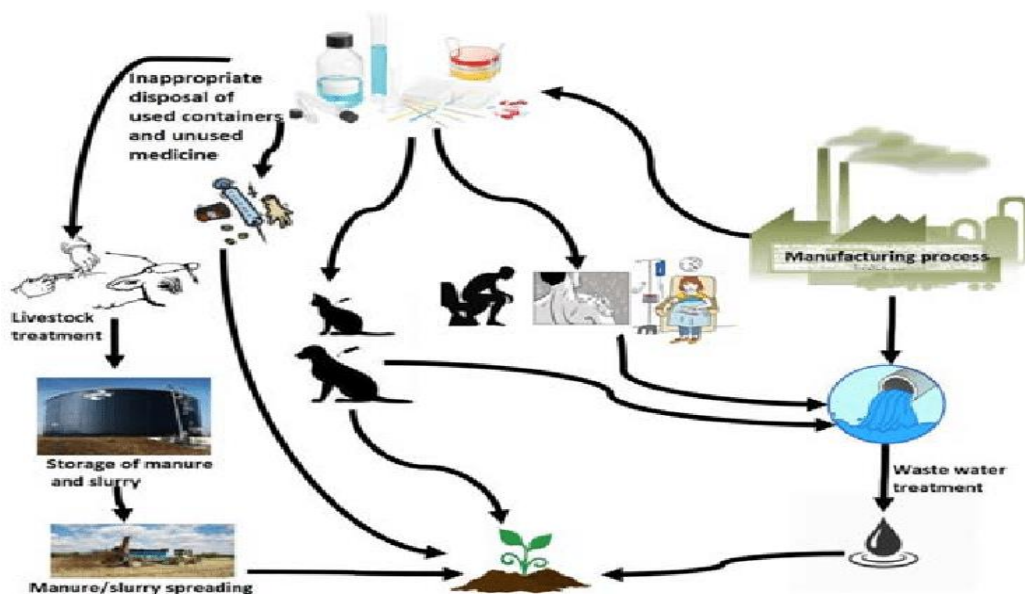 Inappropriate
disposal of
used containers
and unused
medicine
Manufacturing process
Livestock
treatment
Storage of manure
and slurry
Waste water
treatment
Manure/slurry spreading